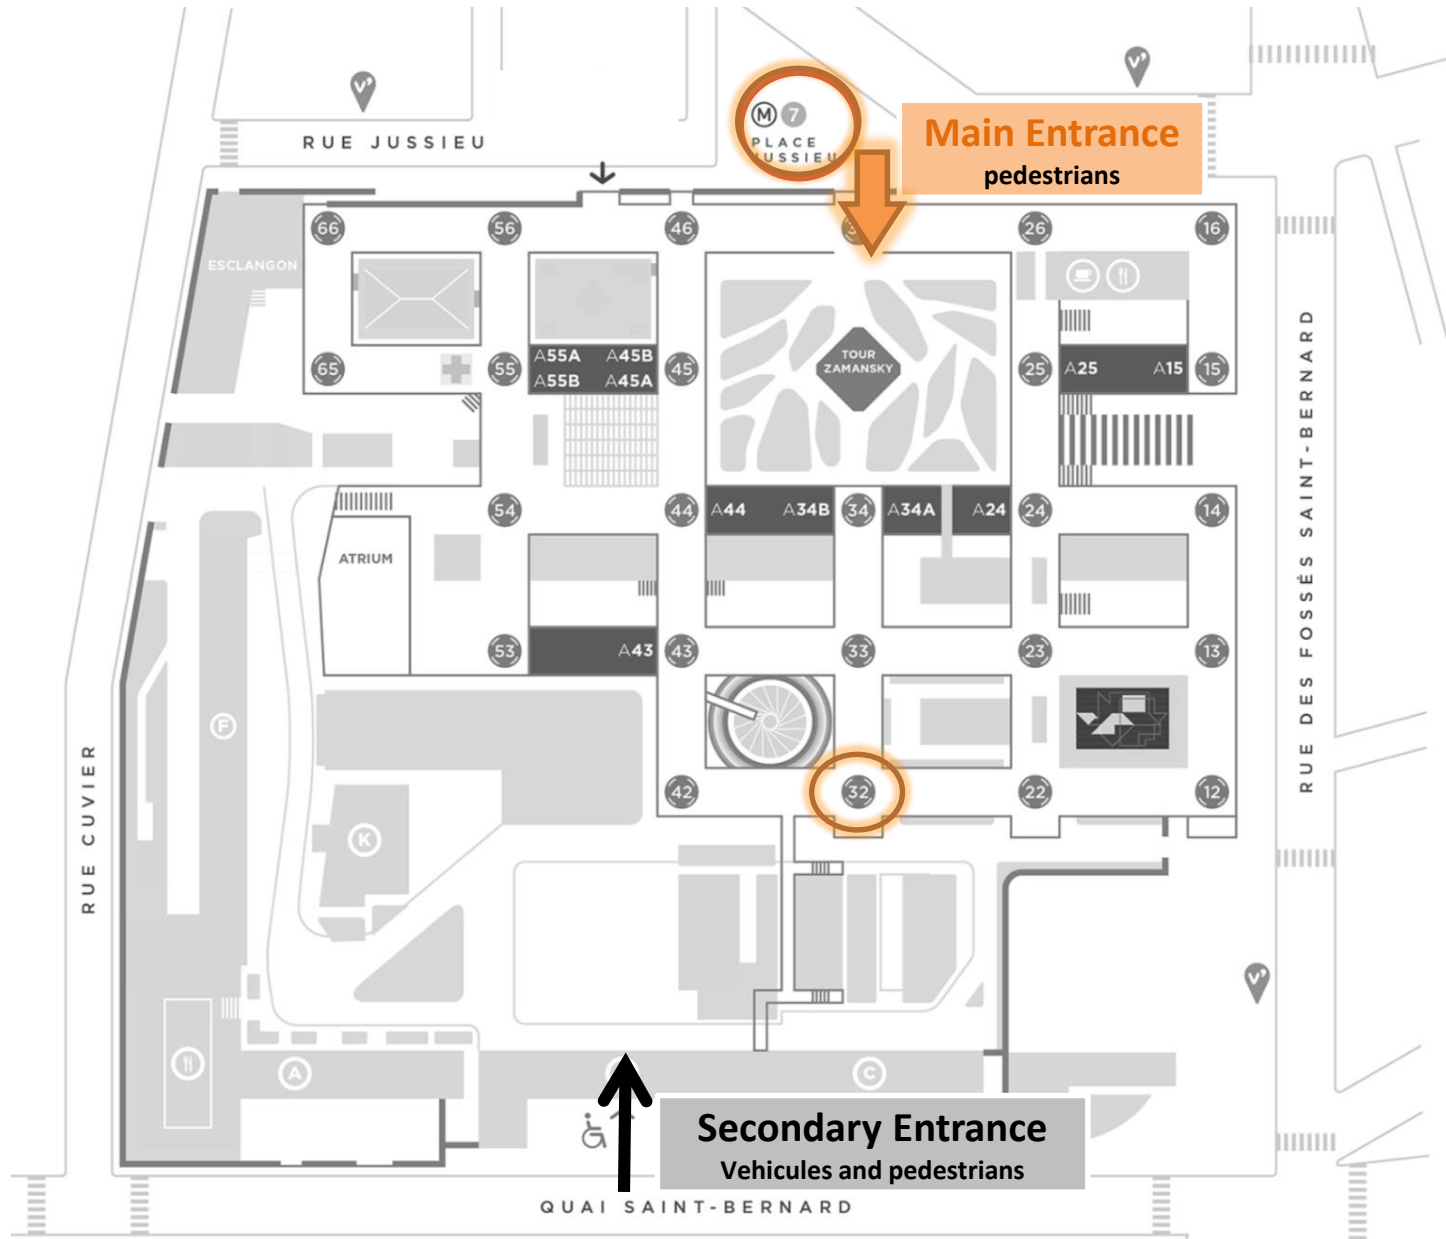 V'
V'
M 7
PLACE
JUSSIEU
RUE JUSSIEU
Main Entrance
pedestrians
66
56
46
26
16
ESCLANGON
65
55
A55A A45B
A55B A45A
45
TOUR
ZAMANSKY
25
A25 A15
15
54
44
A44 A34B
34
A34A A24
24
14
ATRIUM
53
A43
43
33
23
13
F
42
32
22
12
K
RUE CUVIER
RUE DES FOSSÉS SAINT-BERNARD
V'
A
C
Secondary Entrance
Vehicules and pedestrians
QUAI SAINT-BERNARD